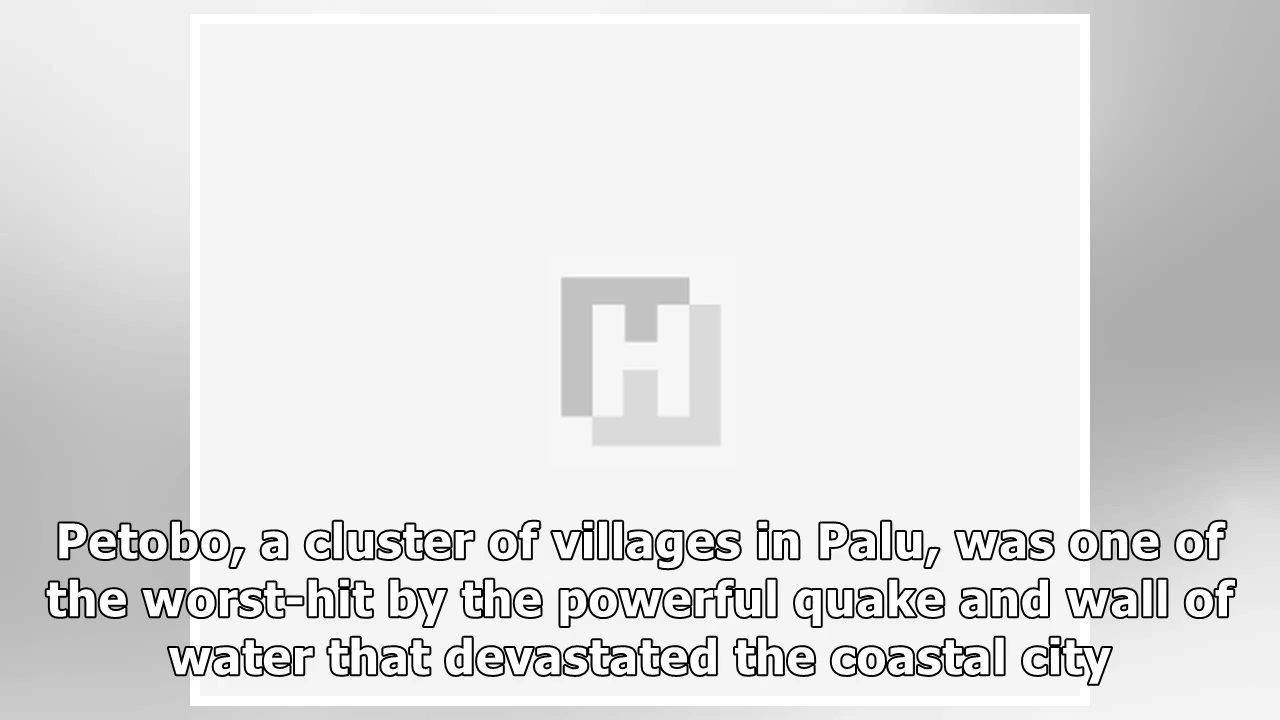 H
Petobo, a cluster of villages in Palu, was one of
the worst-hit by the powerful quake and wall of
water that devastated the coastal city